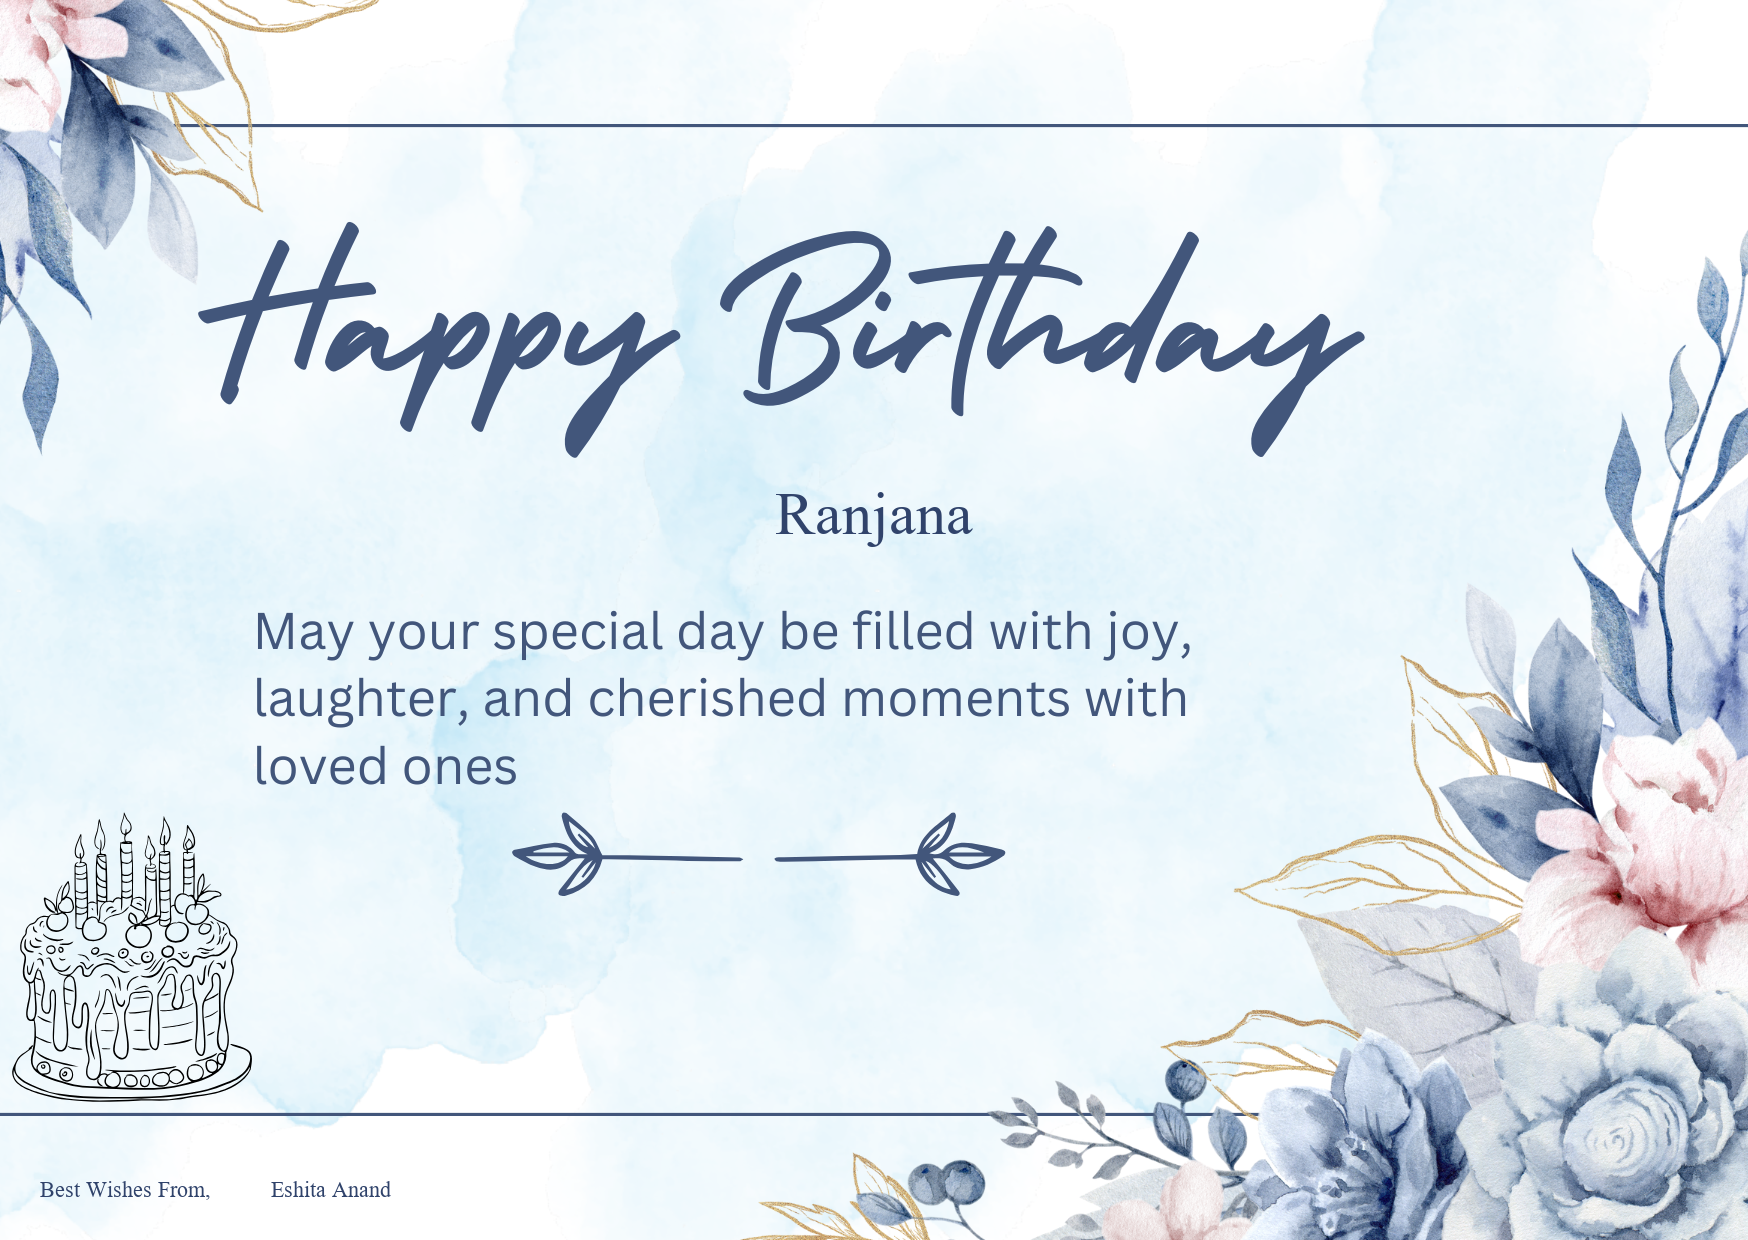 Happy Birthday
Ranjana
May your special day be filled with joy,
laughter, and cherished moments with
loved ones
Best Wishes From, Eshita Anand